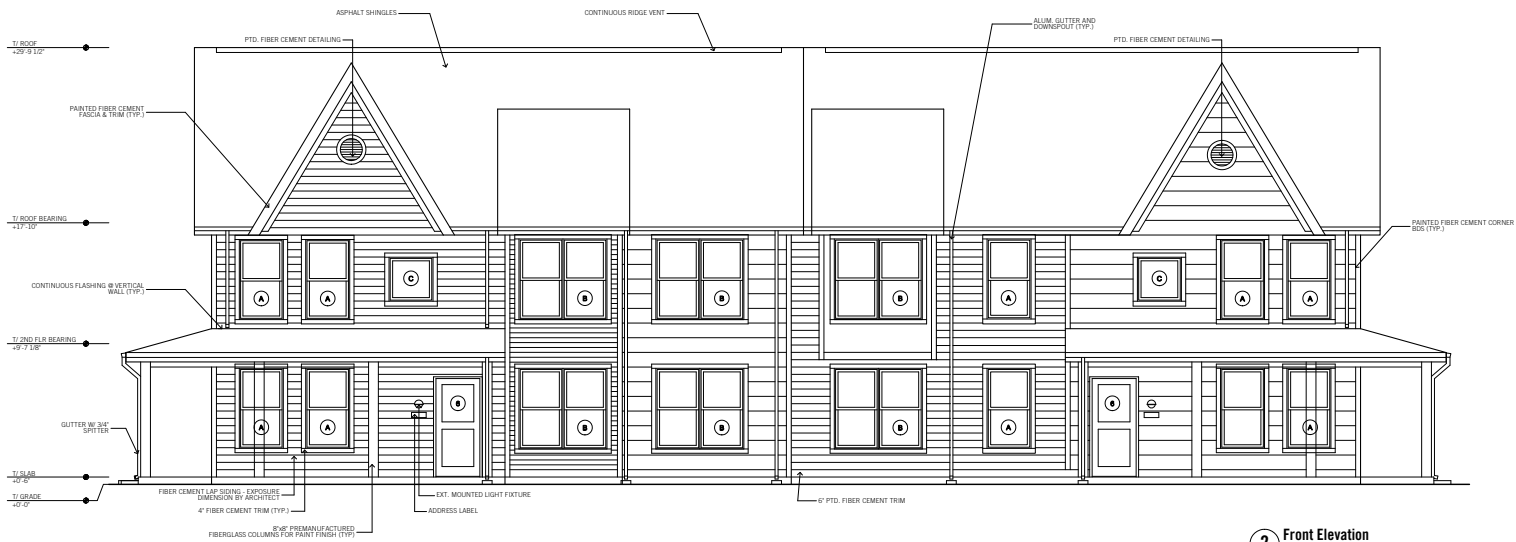 ASPHALT SHINGLES
CONTINUOUS RIDGE VENT
ALUM. GUTTER AND
DOWNSPOUT (TYP.)
T/ ROOF
+29'-9 1/2"
PTD. FIBER CEMENT DETAILING
PTD. FIBER CEMENT DETAILING
PAINTED FIBER CEMENT
FASCIA & TRIM (TYP.)
T/ ROOF BEARING
+17'-10"
PAINTED FIBER CEMENT CORNER
BDS (TYP.)
CONTINUOUS FLASHING @ VERTICAL
WALL (TYP.)
C
C
A
A
B
B
B
A
A
A
T/ 2ND FLR BEARING
+9'-7 1/8"
6
6
GLITTER W/ 3/4"
SPITTER
A
A
B
B
B
A
A
T/ SLAB
+0'-6"
T/ GRADE
+0'-0"
FIBER CEMENT LAP SIDING - EXPOSURE
DIMENSION BY ARCHITECT
4" FIBER CEMENT TRIM (TYP.)
EXT. MOUNTED LIGHT FIXTURE
ADDRESS LABEL
6" PTD. FIBER CEMENT TRIM
8"x8" PREMANUFACTURED
FIBERGLASS COLUMNS FOR PAINT FINISH (TYP)
2 Front Elevation